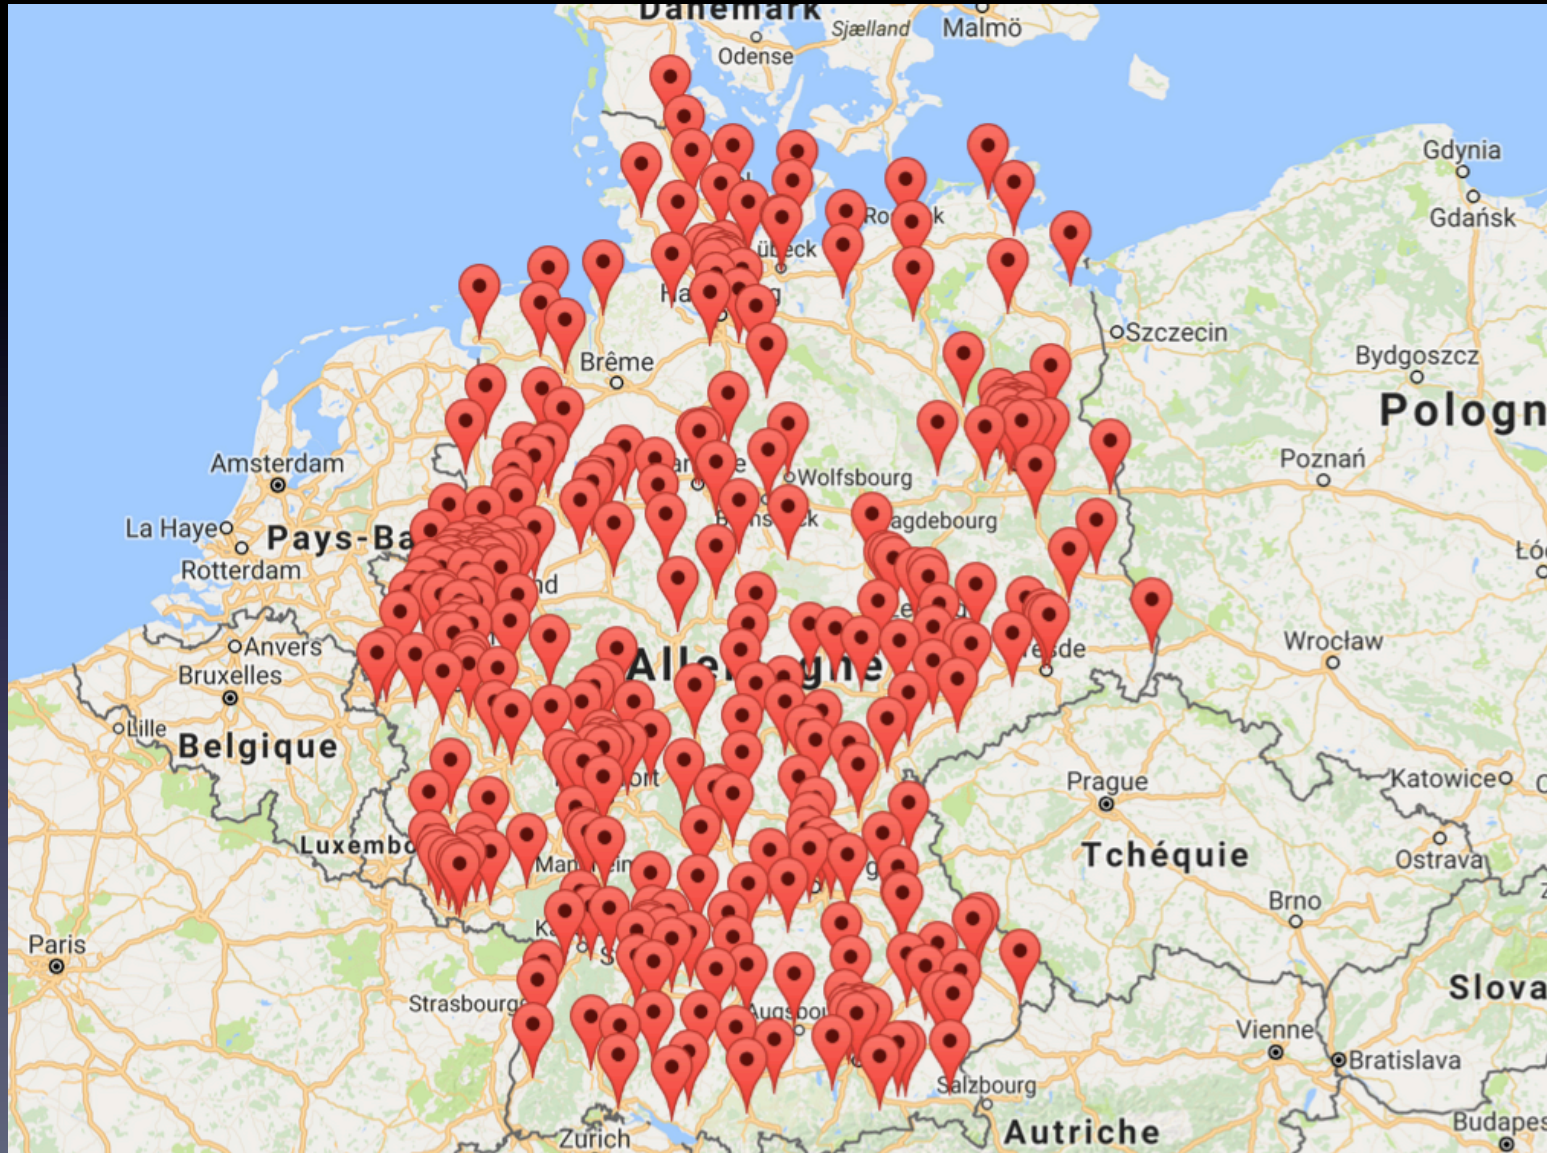 Danemark
Sjælland
Malmö
Odense
Gdynia
Gdańsk
Szczecin
Brême
Bydgoszcz
Pologn
Amsterdam
Poznań
Wolfsbourg
La Haye
Pays-Ba
Rotterdam
Anvers
Wrocław
Bruxelles
Allemagne
Lille
Belgique
Prague
Katowice
Luxembo
Tchéquie
Ostrava
Brno
Paris
Slova
Strasbourg
Vienne
Bratislava
Salzbourg
Budapes
Autriche
Zurich